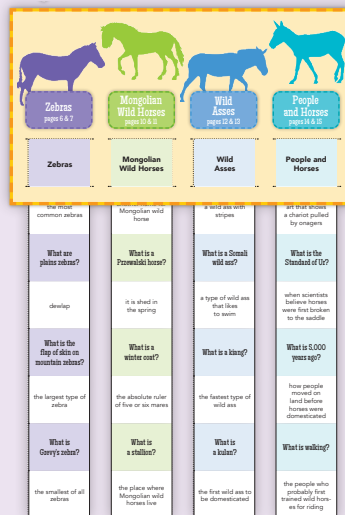 Zebras
pages 6 & 7
Mongolian
Wild Horses
pages 10 & 11
Wild
Asses
pages 12 & 13
People
and Horses
pages 14 & 15
Zebras
Mongolian
Wild Horses
Wild
Asses
People and
Horses
the most
common zebras
Mongolian wild
horse
a wild ass with
stripes
art that shows
a chariot pulled
by onagers
What are
plains zebras?
What is a
Przewalski horse?
What is a Somali
wild ass?
What is the
Standard of Ur?
dewlap
it is shed in
the spring
a type of wild ass
that likes
to swim
when scientists
believe horses
were first broken
to the saddle
What is the
flap of skin on
mountain zebras?
What is a
winter coat?
What is a kiang?
What is 5,000
years ago?
the largest type of
zebra
the absolute ruler
of five or six mares
the fastest type of
wild ass
how people
moved on
land before
horses were
domesticated
What is
Grevy's zebra?
What is
a stallion?
What is
a kulan?
What is walking?
the smallest of all
zebras
the place where
Mongolian wild
horses live
the first wild ass to
be domesticated
the people who
probably first
trained wild hors-
es for riding